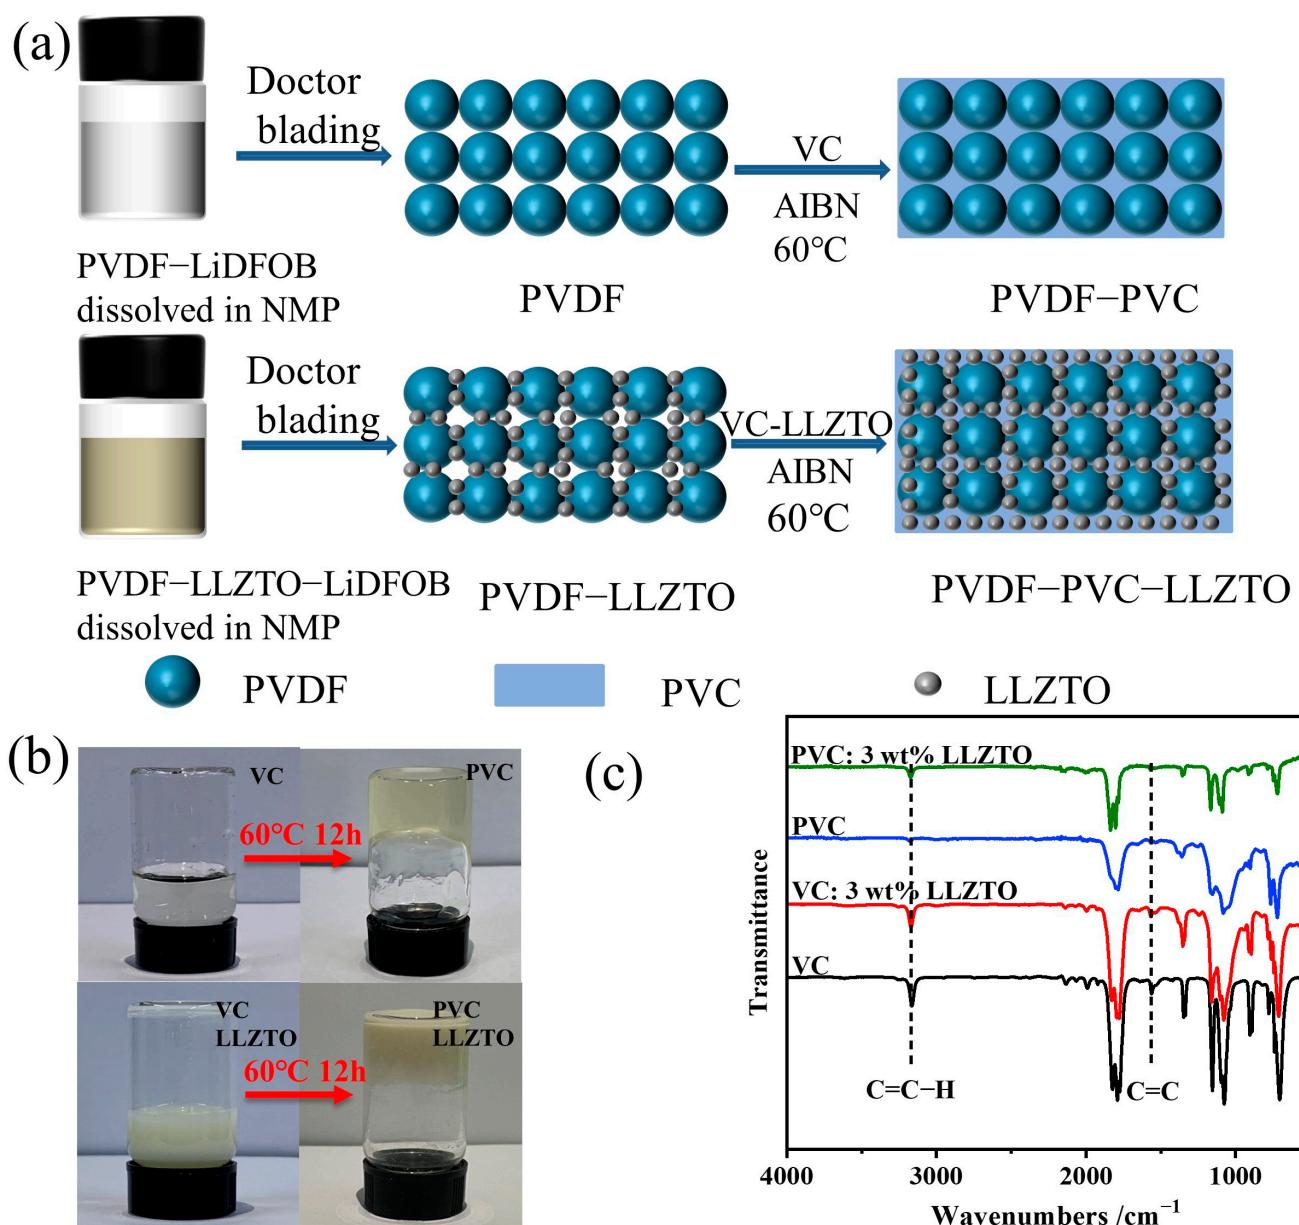 (a)
Doctor
blading
VC
AIBN
60°C
PVDF−LiDFOB
dissolved in NMP
PVDF
PVDF−PVC
Doctor
blading
VC-LLZTO
AIBN
60°C
PVDF−LLZTO−LiDFOB
dissolved in NMP
PVDF−LLZTO
PVDF−PVC−LLZTO
PVDF
PVC
LLZTO
(b)
VC
60°C 12h
PVC
VC
LLZTO
60°C 12h
PVC
LLZTO
(c)
PVC: 3 wt% LLZTO
PVC
VC: 3 wt% LLZTO
VC
C=C−H
C=C
Transmittance
4000
3000
2000
1000
Wavenumbers /cm−1